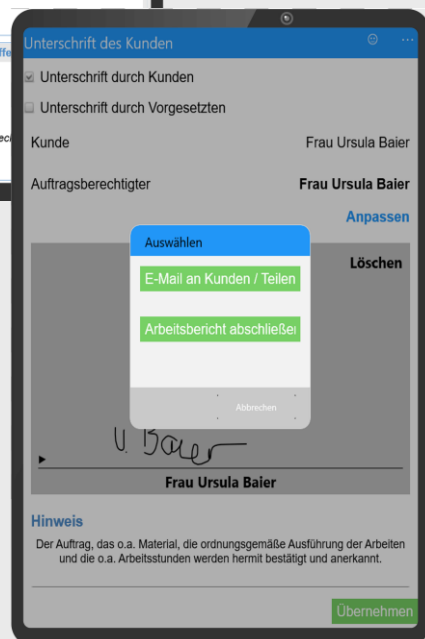 Unterschrift des Kunden
Unterschrift durch Kunden
Unterschrift durch Vorgesetzten
Kunde Frau Ursula Baier
Auftragsberechtigter Frau Ursula Baier
Anpassen
Auswählen
Löschen
E-Mail an Kunden / Teilen
Arbeitsbericht abschließen
Abbrechen
U. Baier
Frau Ursula Baier
Hinweis
Der Auftrag, das o.a. Material, die ordnungsgemäße Ausführung der Arbeiten
und die o.a. Arbeitsstunden werden hermit bestätigt und anerkannt.
Übernehmen